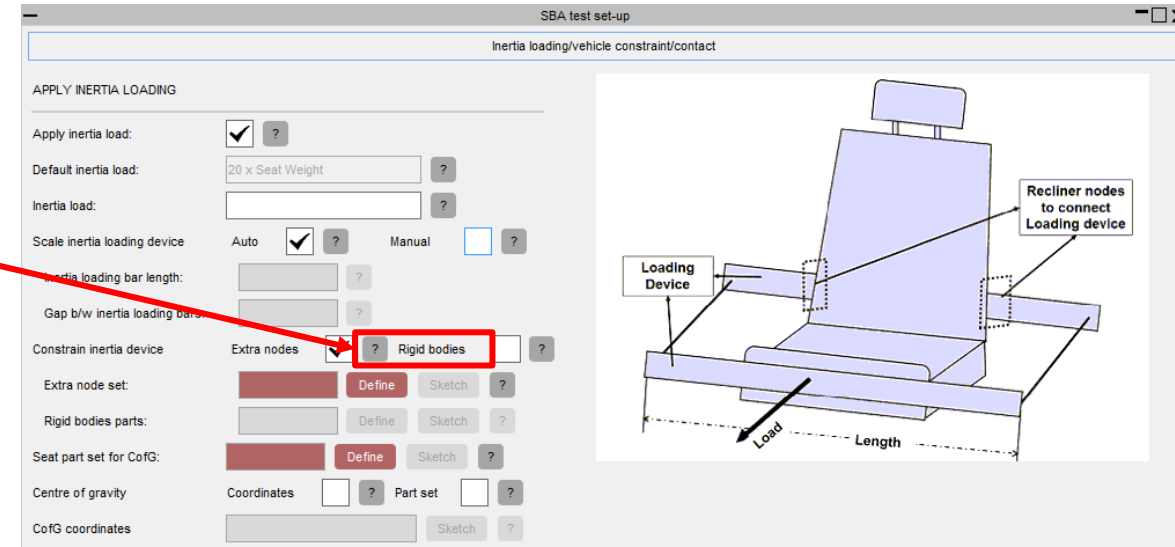 SBA test set-up
Inertia loading/vehicle constraint/contact
APPLY INERTIA LOADING
Apply inertia load: ?
Default inertia load: 20 x Seat Weight ?
Inertia load: ?
Scale inertia loading device Auto ? Manual ?
Inertia loading bar length: ?
Gap b/w inertia loading bars: ?
Constrain inertia device Extra nodes ? Rigid bodies ?
Extra node set: Define Sketch ?
Rigid bodies parts: Define Sketch ?
Seat part set for CofG: Define Sketch ?
Centre of gravity Coordinates ? Part set ?
CofG coordinates Sketch ?
Recliner nodes
to connect
Loading device
Loading
Device
Load
Length